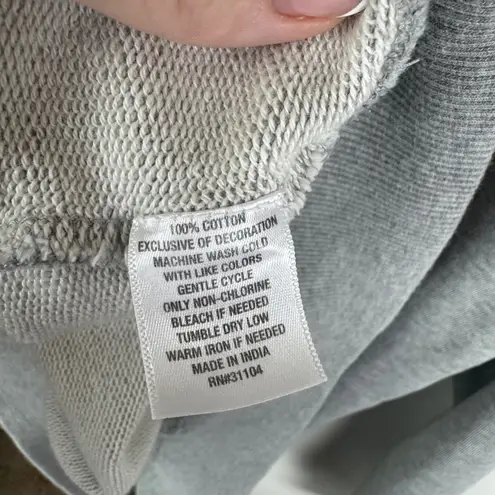 100% COTTON
EXCLUSIVE OF DECORATION
MACHINE WASH COLD
WITH LIKE COLORS
GENTLE CYCLE
ONLY NON-CHLORINE
BLEACH IF NEEDED
TUMBLE DRY LOW
WARM IRON IF NEEDED
MADE IN INDIA
RN#31104